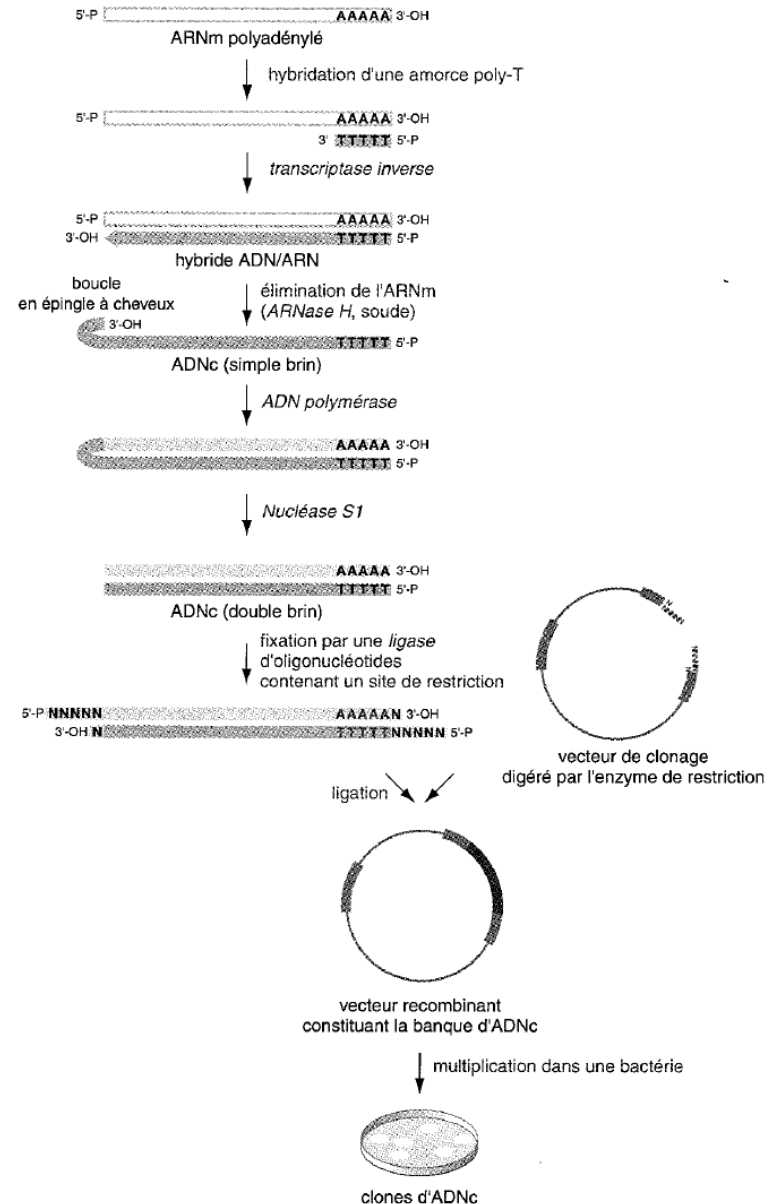 5'-P AAAAA 3'-OH
ARNm polyadénylé
hybridation d'une amorce poly-T
5'-P AAAAA 3'-OH
3' TTTTT 5'-P
transcriptase inverse
5'-P AAAAA 3'-OH
3'-OH TTTTT 5'-P
hybride ADN/ARN
boucle
en épingle à cheveux
élimination de l'ARNm
(ARNase H, soude)
3'-OH
TTTTT 5'-P
ADNc (simple brin)
ADN polymérase
AAAAA 3'-OH
TTTTT 5'-P
Nucléase S1
AAAAA 3'-OH
TTTTT 5'-P
ADNc (double brin)
fixation par une ligase
d'oligonucléotides
contenant un site de restriction
5'-P NNNNN AAAAAN 3'-OH
3'-OH N TTTTTNNNNN 5'-P
vecteur de clonage
digéré par l'enzyme de restriction
ligation
vecteur recombinant
constituant la banque d'ADNc
multiplication dans une bactérie
clones d'ADNc